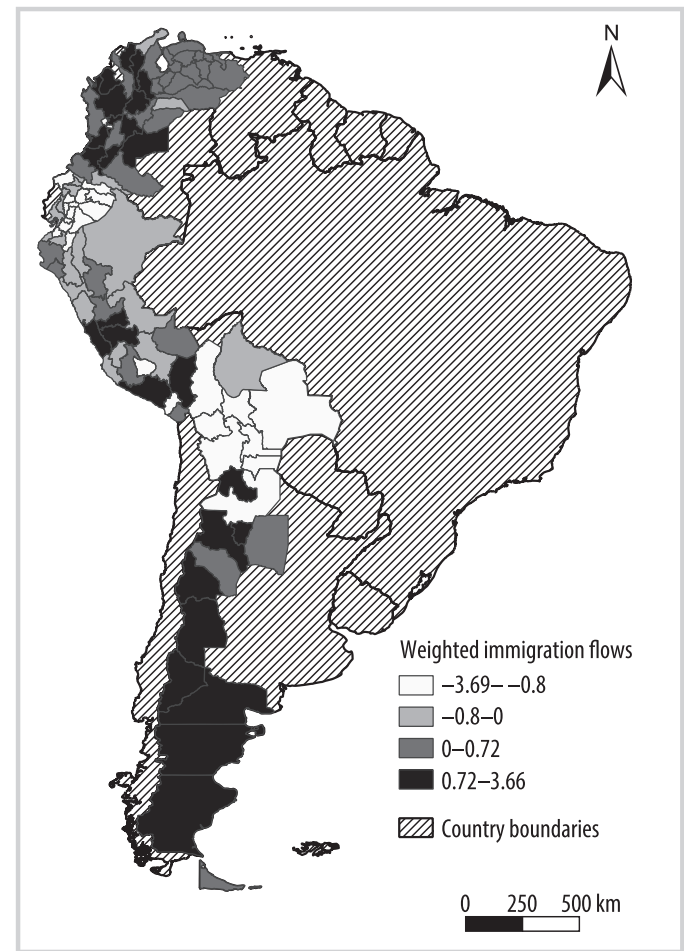 N
Weighted immigration flows
–3.69– –0.8
–0.8–0
0–0.72
0.72–3.66
Country boundaries
0 250 500 km